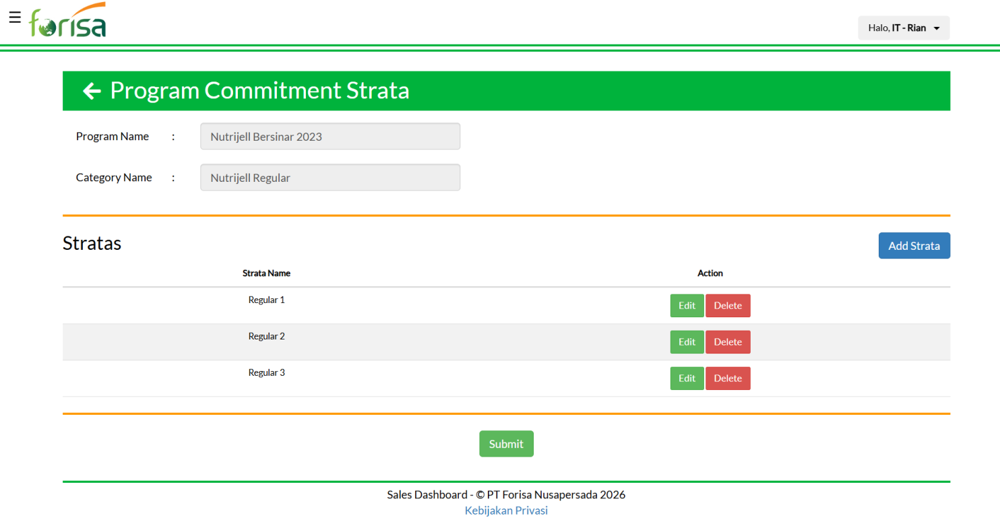 forisa
Halo, IT - Rian
Program Commitment Strata
Program Name : Nutrijell Bersinar 2023
Category Name : Nutrijell Regular
Stratas
Add Strata
Strata Name Action
Regular 1 Edit Delete
Regular 2 Edit Delete
Regular 3 Edit Delete
Submit
Sales Dashboard - © PT Forisa Nusapersada 2026
Kebijakan Privasi